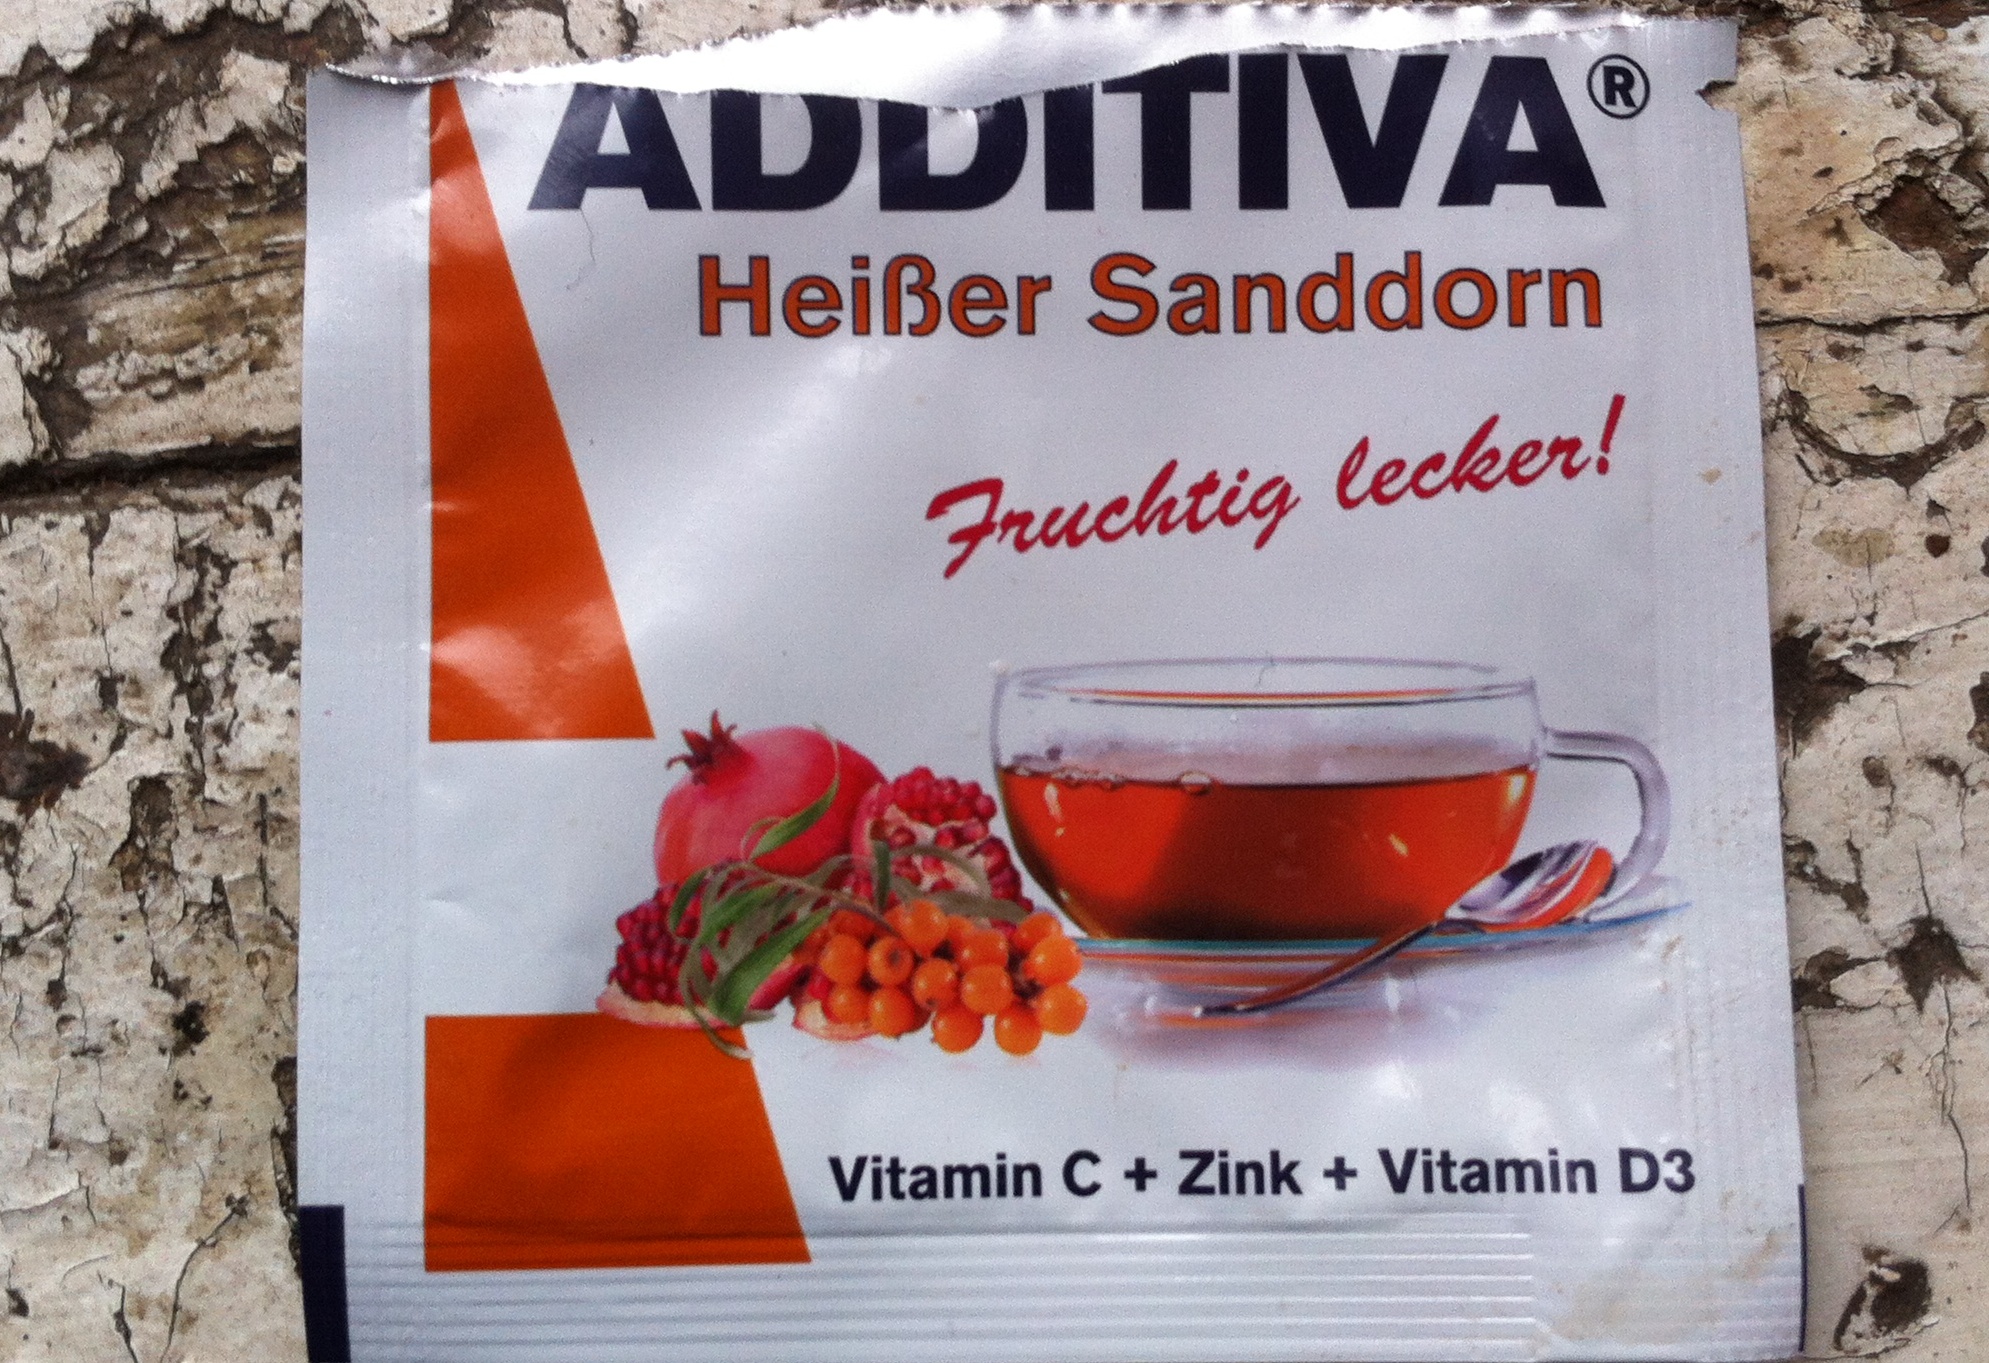 ADDITIVA®
Heißer Sanddorn
Fruchtig lecker!
Vitamin C + Zink + Vitamin D3